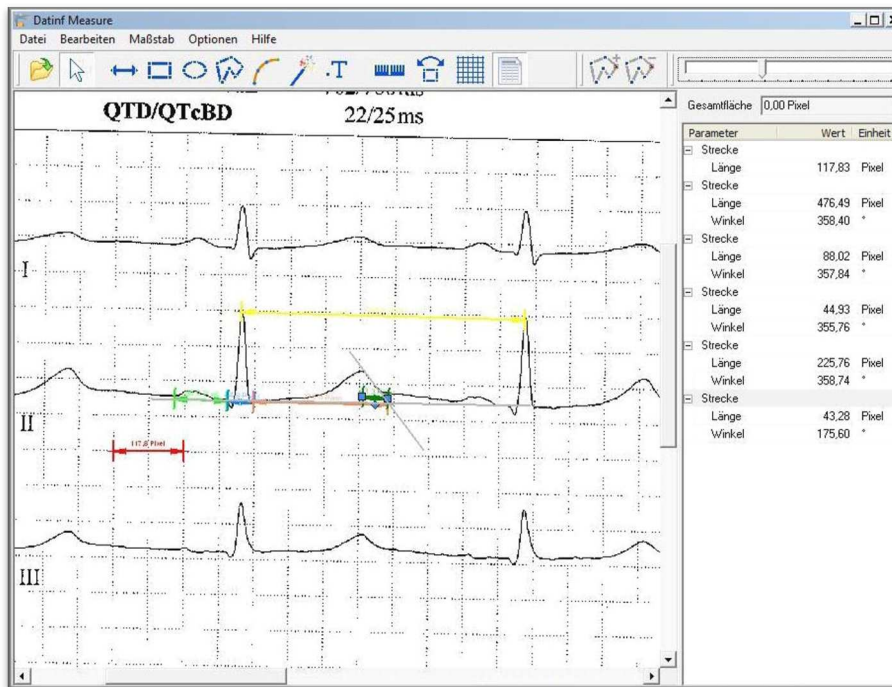 Datinf Measure
Datei Bearbeiten Maßstab Optionen Hilfe
.T
QTD/QTcBD
22/25ms
I
II
117,8 Pixel
III
Gesamtfläche 0,00 Pixel
Parameter Wert Einheit
Strecke
Länge 117,83 Pixel
Strecke
Länge 476,49 Pixel
Winkel 358,40 °
Strecke
Länge 88,02 Pixel
Winkel 357,84 °
Strecke
Länge 44,93 Pixel
Winkel 355,76 °
Strecke
Länge 225,76 Pixel
Winkel 358,74 °
Strecke
Länge 43,28 Pixel
Winkel 175,60 °